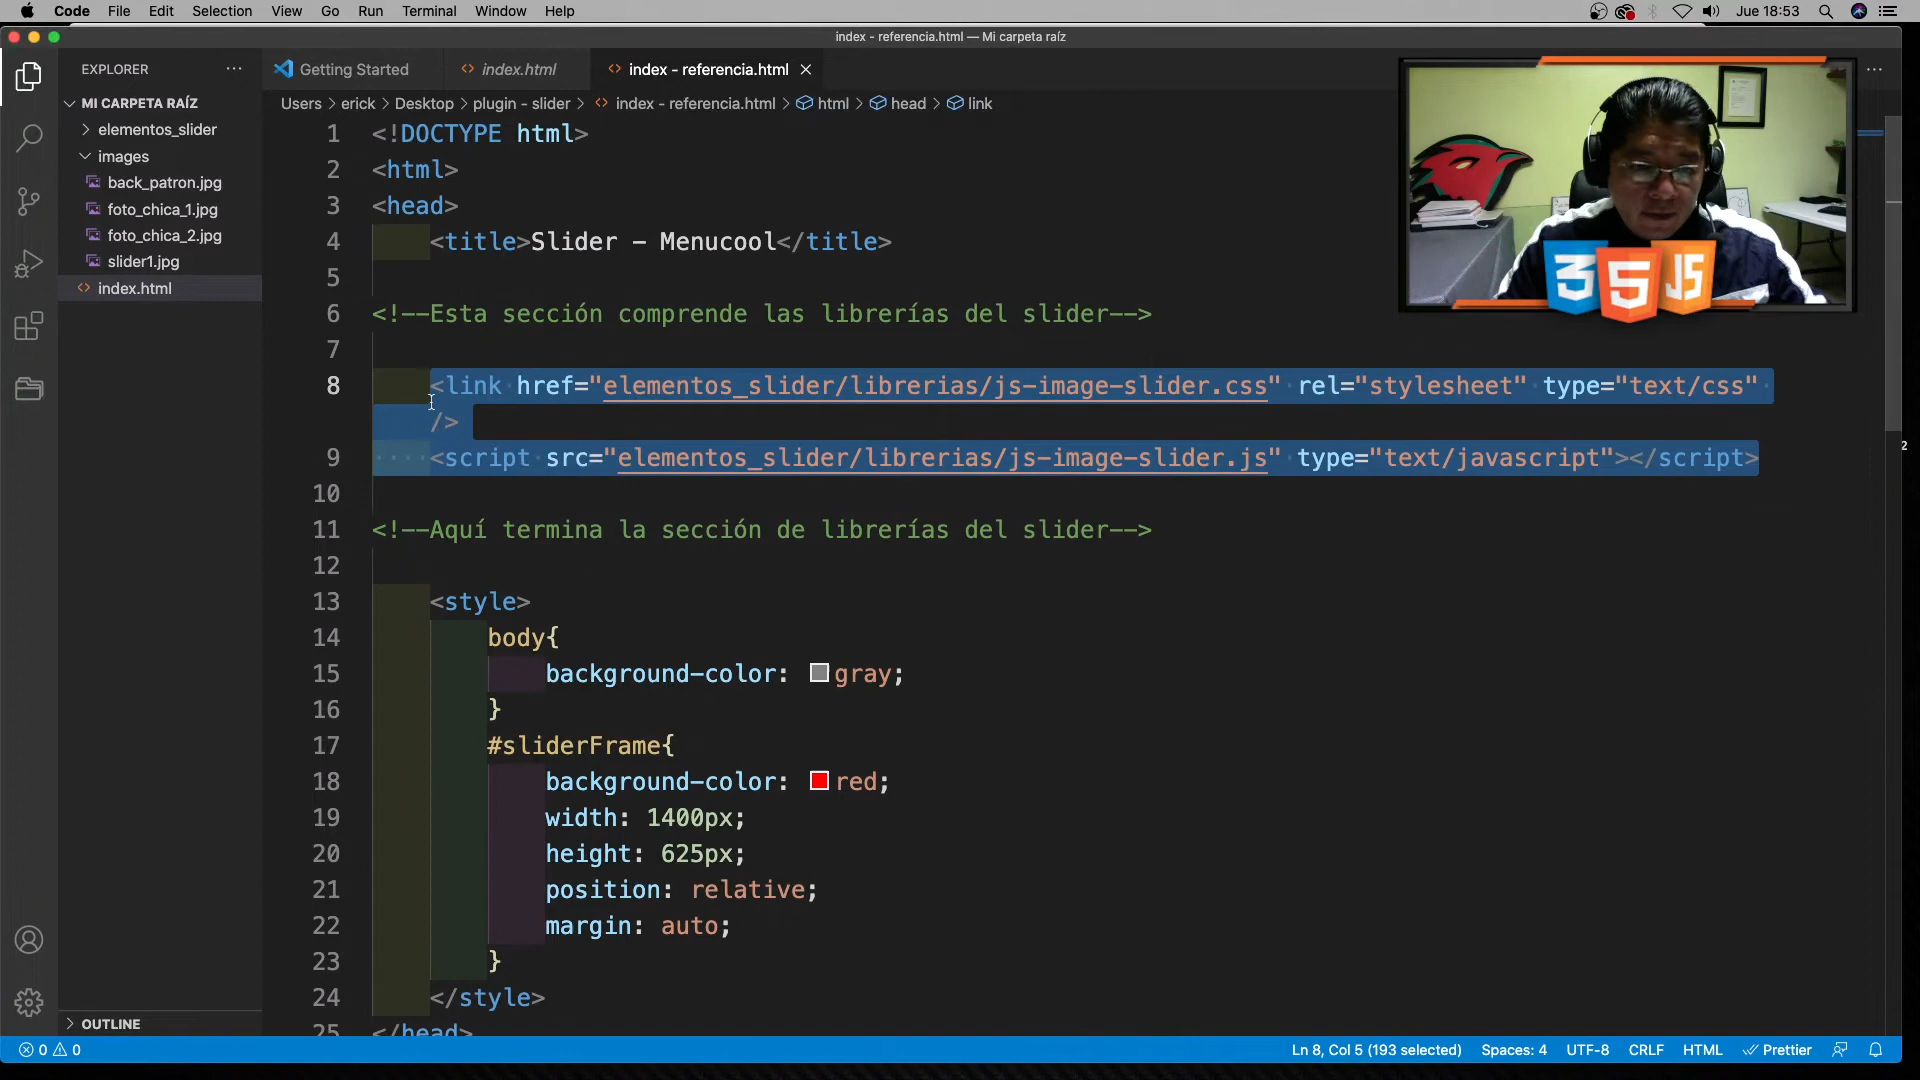 Code File Edit Selection View Go Run Terminal Window Help Jue 18:53
index - referencia.html — Mi carpeta raíz
EXPLORER
Getting Started
index.html
index - referencia.html
MI CARPETA RAÍZ
Users > erick > Desktop > plugin - slider > index - referencia.html > html > head > link
elementos_slider
images
back_patron.jpg
foto_chica_1.jpg
foto_chica_2.jpg
slider1.jpg
index.html
1 <!DOCTYPE html>
2 <html>
3 <head>
4 <title>Slider - Menucool</title>
5
6 <!--Esta sección comprende las librerías del slider-->
7
8 <link href="elementos_slider/librerias/js-image-slider.css" rel="stylesheet" type="text/css"
/>
9 <script src="elementos_slider/librerias/js-image-slider.js" type="text/javascript"></script>
10
11 <!--Aquí termina la sección de librerías del slider-->
12
13 <style>
14 body{
15 background-color: gray;
16 }
17 #sliderFrame{
18 background-color: red;
19 width: 1400px;
20 height: 625px;
21 position: relative;
22 margin: auto;
23 }
24 </style>
25 </head>
3 5 JS
2
OUTLINE
0 0
Ln 8, Col 5 (193 selected) Spaces: 4 UTF-8 CRLF HTML Prettier